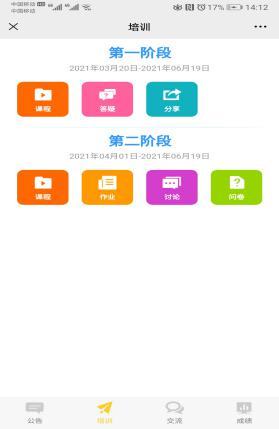 中国移动 HD 4G 4G 17% 14:12
中国移动
培训
第一阶段
2021年03月20日-2021年06月19日
课程 答疑 分享
第二阶段
2021年04月01日-2021年06月19日
课程 作业 讨论 问卷
公告 培训 交流 成绩